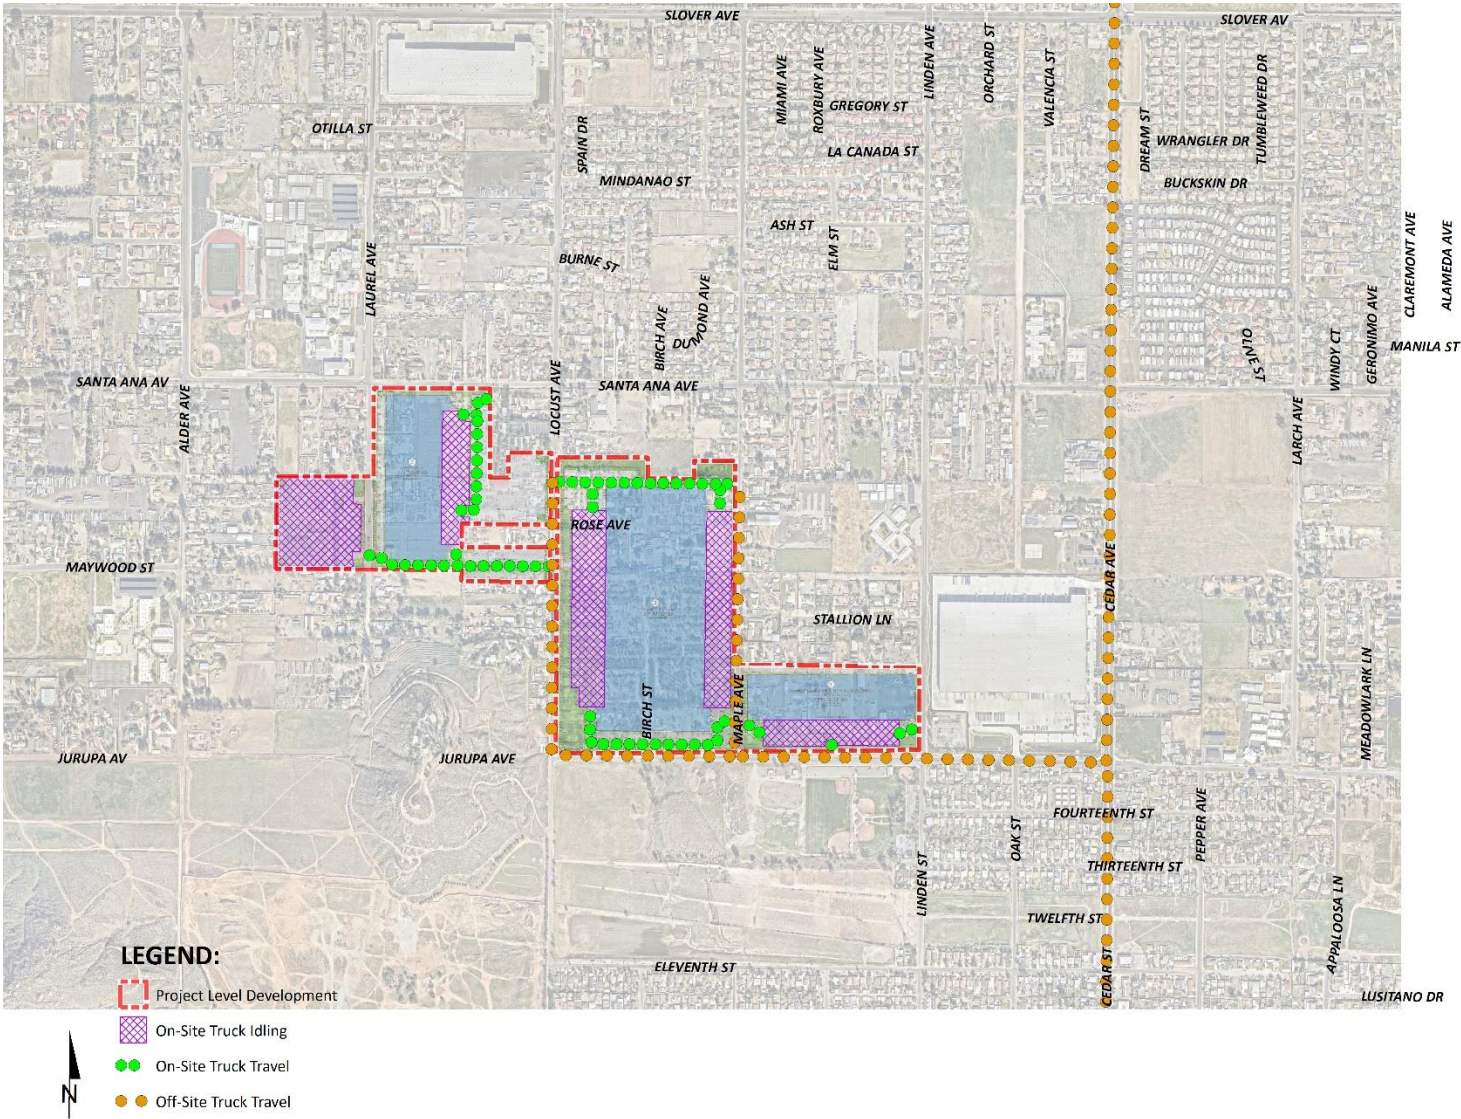 SLOVER AVE
SLOVER AV
MIAMI AVE
ROXBURY AVE
LINDEN AVE
ORCHARD ST
VALENCIA ST
DREAM ST
TUMBLEWEED DR
GREGORY ST
OTILLA ST
SPAIN DR
LA CANADA ST
WRANGLER DR
MINDANAO ST
BUCKSKIN DR
ASH ST
ELM ST
CLAREMONT AVE
ALAMEDA AVE
LAUREL AVE
BURNE ST
BIRCH AVE
DUMOND AVE
OLIVE ST
WINDY CT
GERONIMO AVE
MANILA ST
SANTA ANA AV
SANTA ANA AVE
ALDER AVE
LOCUST AVE
LARCH AVE
ROSE AVE
MAYWOOD ST
CEDAR AVE
STALLION LN
BIRCH ST
MAPLE AVE
MEADOWLARK LN
JURUPA AV
JURUPA AVE
FOURTEENTH ST
OAK ST
PEPPER AVE
THIRTEENTH ST
LINDEN ST
TWELFTH ST
APPALOOSA LN
CEDAR ST
ELEVENTH ST
LUSITANO DR
LEGEND:
Project Level Development
On-Site Truck Idling
On-Site Truck Travel
Off-Site Truck Travel
N